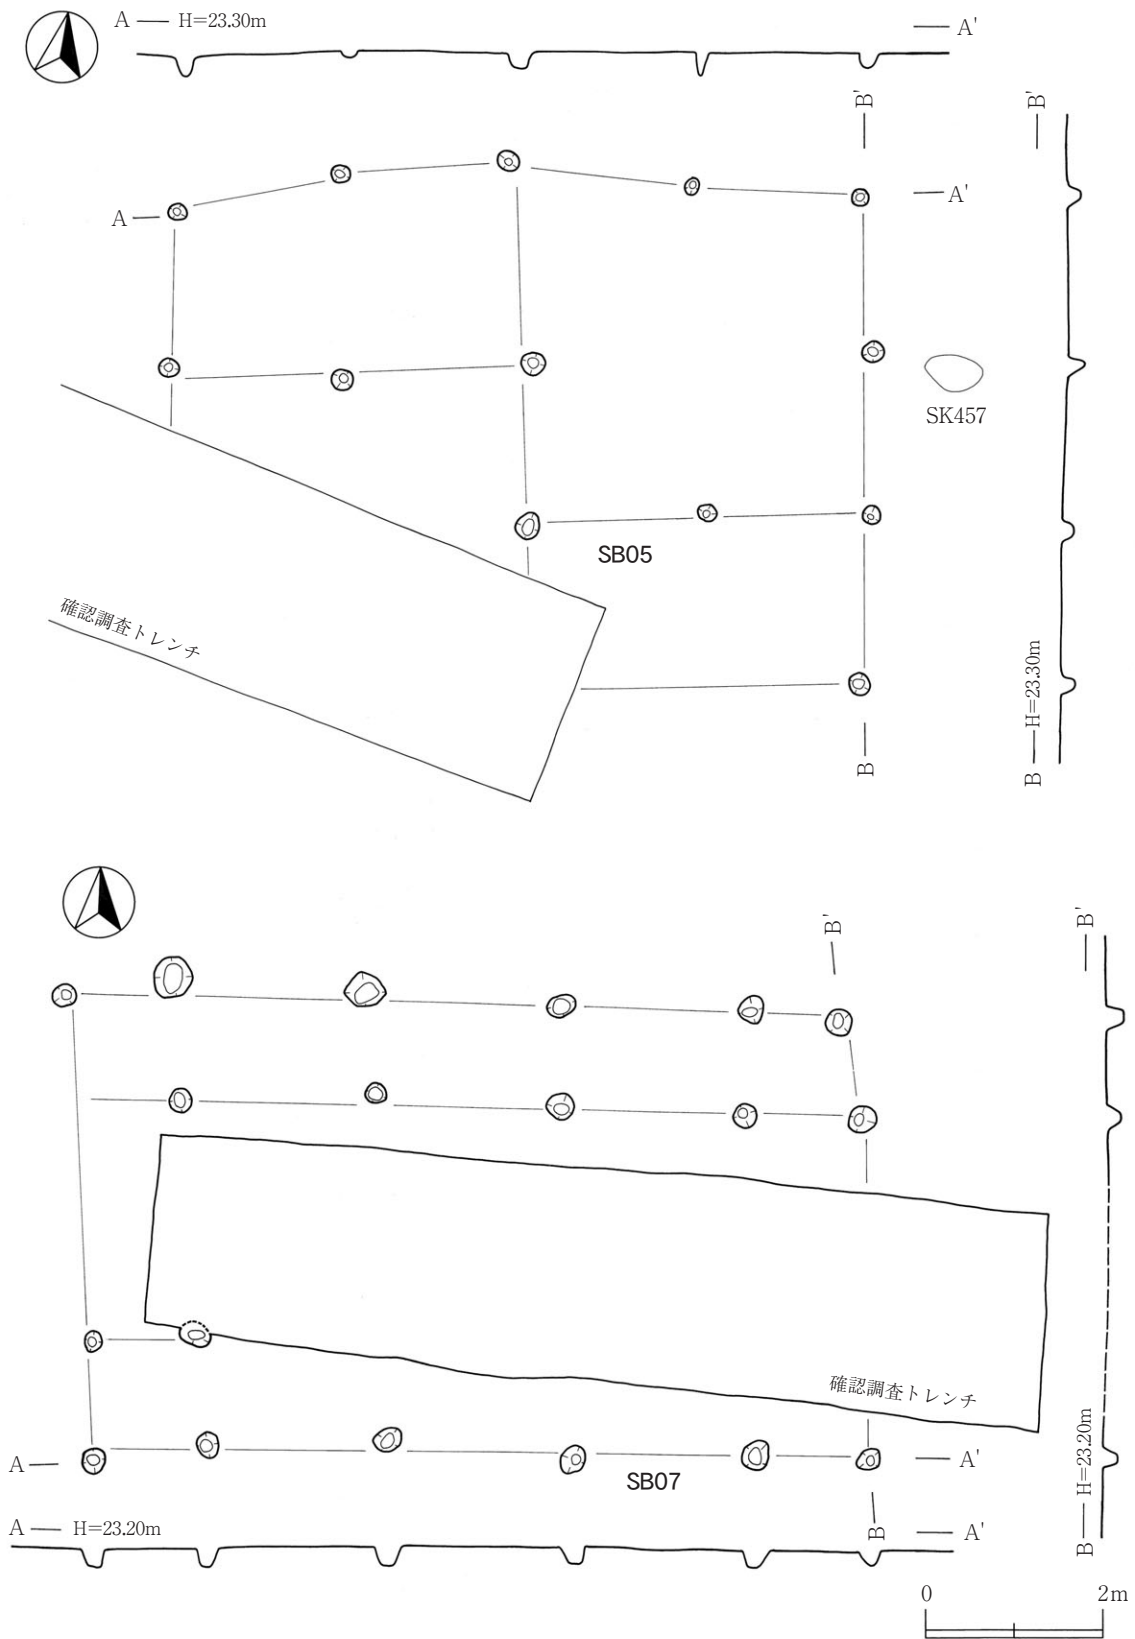 A H=23.30m A'
B' B'
A A'
SK457
SB05
確認調査トレンチ
B
B H=23.30m
B' B'
確認調査トレンチ
A A'
SB07
A H=23.20m A'
B
B H=23.20m
0 2m